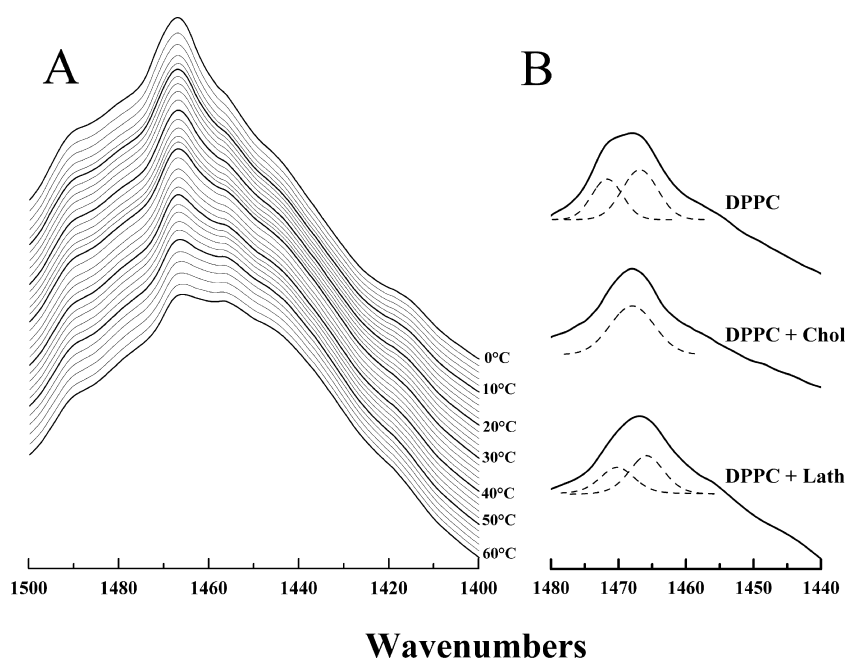 A
B
DPPC
DPPC + Chol
DPPC + Lath
0°C
10°C
20°C
30°C
40°C
50°C
60°C
1500 1480 1460 1440 1420 1400
1480 1470 1460 1450 1440
Wavenumbers